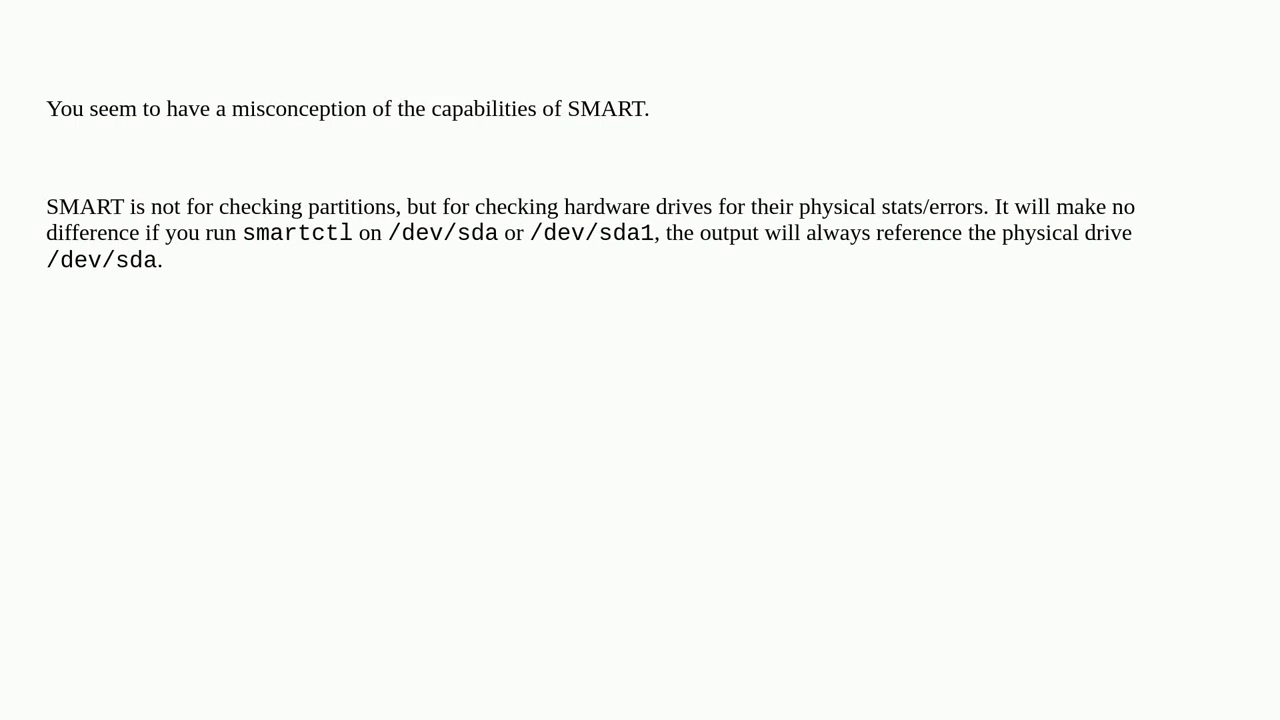 You seem to have a misconception of the capabilities of SMART.
SMART is not for checking partitions, but for checking hardware drives for their physical stats/errors. It will make no
difference if you run smartctl on /dev/sda or /dev/sda1, the output will always reference the physical drive
/dev/sda.